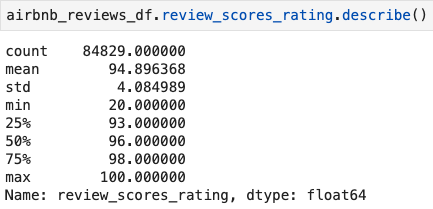 airbnb_reviews_df.review_scores_rating.describe()
count    84829.000000
mean        94.896368
std          4.084989
min         20.000000
25%         93.000000
50%         96.000000
75%         98.000000
max        100.000000
Name: review_scores_rating, dtype: float64